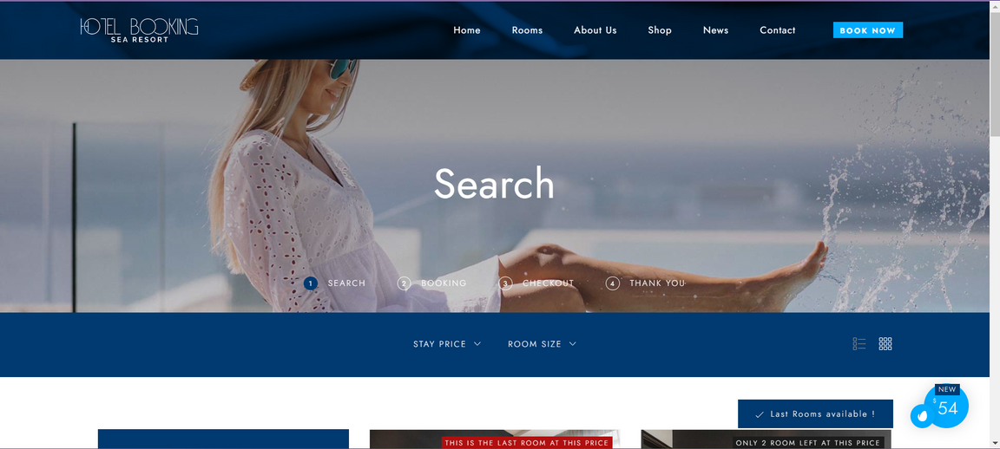 HOTEL BOOKING
SEA RESORT
Home
Rooms
About Us
Shop
News
Contact
BOOK NOW
Search
1 SEARCH
2 BOOKING
3 CHECKOUT
4 THANK YOU
STAY PRICE
ROOM SIZE
NEW
$54
Last Rooms available !
THIS IS THE LAST ROOM AT THIS PRICE
ONLY 2 ROOM LEFT AT THIS PRICE